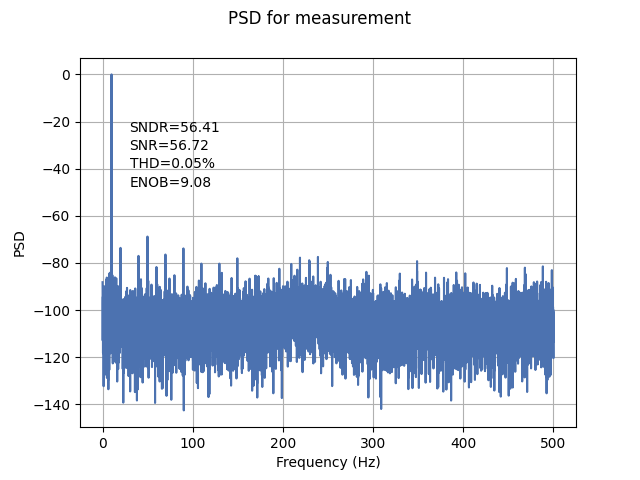 PSD for measurement
0
−20
−40
−60
−80
−100
−120
−140
PSD
SNDR=56.41
SNR=56.72
THD=0.05%
ENOB=9.08
0 100 200 300 400 500
Frequency (Hz)